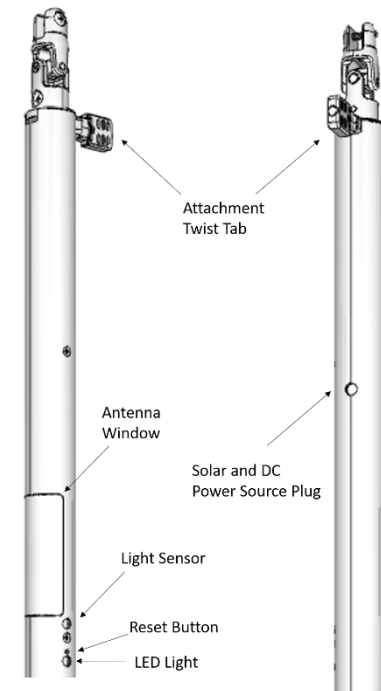 Attachment
Twist Tab
Antenna
Window
Solar and DC
Power Source Plug
Light Sensor
Reset Button
LED Light